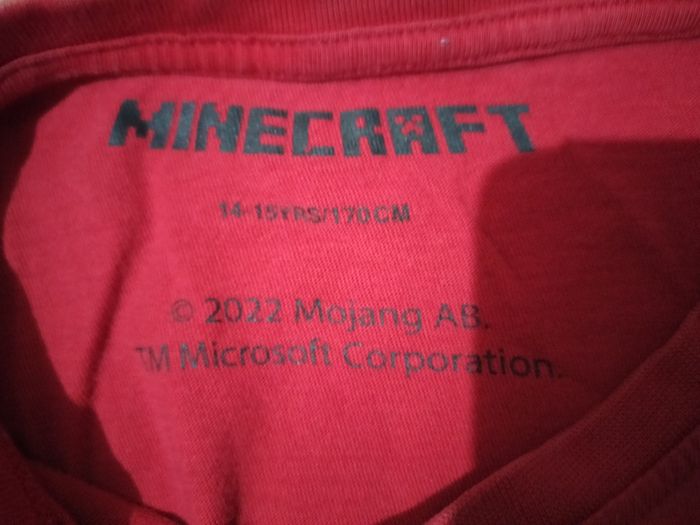 MINECRAFT
14-15YRS/170CM
© 2022 Mojang AB.
TM Microsoft Corporation.